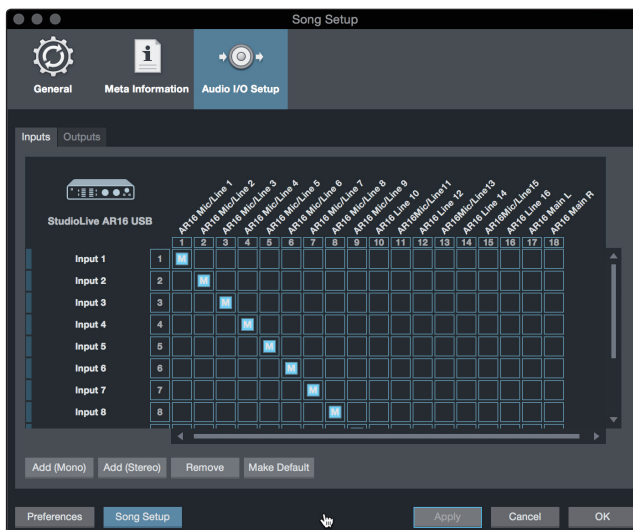 Song Setup
General
Meta Information
Audio I/O Setup
Inputs
Outputs
StudioLive AR16 USB
AR16 Mic/Line 1
AR16 Mic/Line 2
AR16 Mic/Line 3
AR16 Mic/Line 4
AR16 Mic/Line 5
AR16 Mic/Line 6
AR16 Mic/Line 7
AR16 Mic/Line 8
AR16 Mic/Line 9
AR16 Line 10
AR16 Mic/Line11
AR16 Line 12
AR16Mic/Line13
AR16 Line 14
AR16Mic/Line15
AR16 Line 16
AR16 Main L
AR16 Main R
1 2 3 4 5 6 7 8 9 10 11 12 13 14 15 16 17 18
Input 1 1 M
Input 2 2 M
Input 3 3 M
Input 4 4 M
Input 5 5 M
Input 6 6 M
Input 7 7 M
Input 8 8 M
Add (Mono)
Add (Stereo)
Remove
Make Default
Preferences
Song Setup
Apply
Cancel
OK